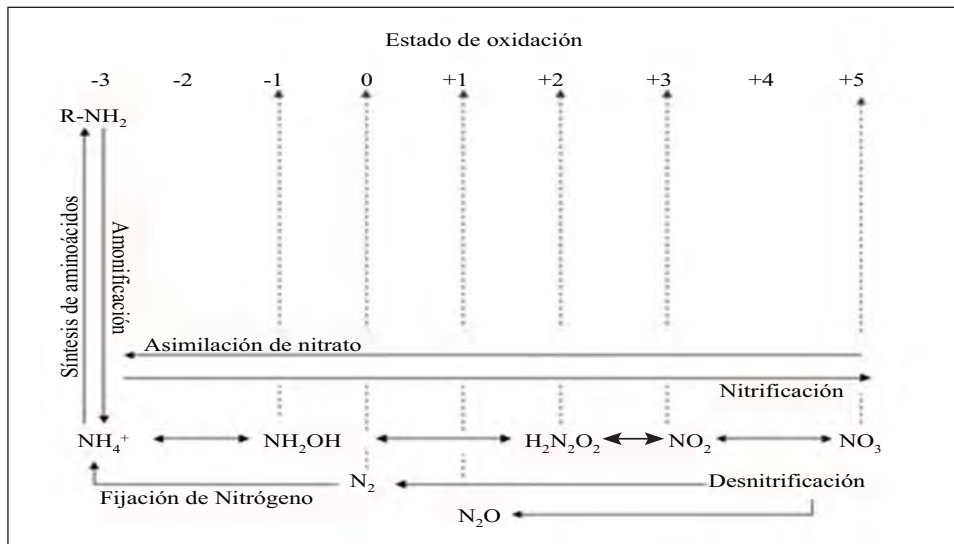 Estado de oxidación
-3 -2 -1 0 +1 +2 +3 +4 +5
R-NH₂
Síntesis de aminoácidos
Amonificación
Asimilación de nitrato
Nitrificación
NH₄⁺ NH₂OH H₂N₂O₂ NO₂ NO₃
Fijación de Nitrógeno N₂ Desnitrificación
N₂O